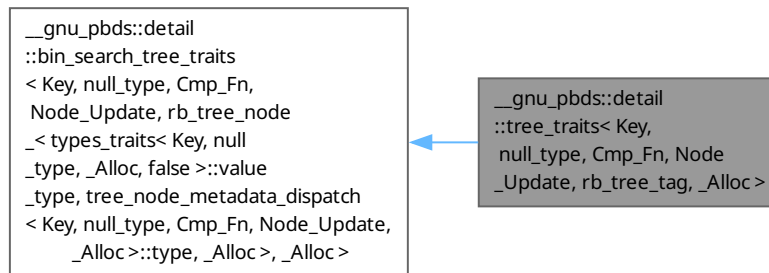 __gnu_pbds::detail
::bin_search_tree_traits
< Key, null_type, Cmp_Fn,
Node_Update, rb_tree_node
_< types_traits< Key, null
_type, _Alloc, false >::value
_type, tree_node_metadata_dispatch
< Key, null_type, Cmp_Fn, Node_Update,
_Alloc >::type, _Alloc >, _Alloc >
__gnu_pbds::detail
::tree_traits< Key,
null_type, Cmp_Fn, Node
_Update, rb_tree_tag, _Alloc >